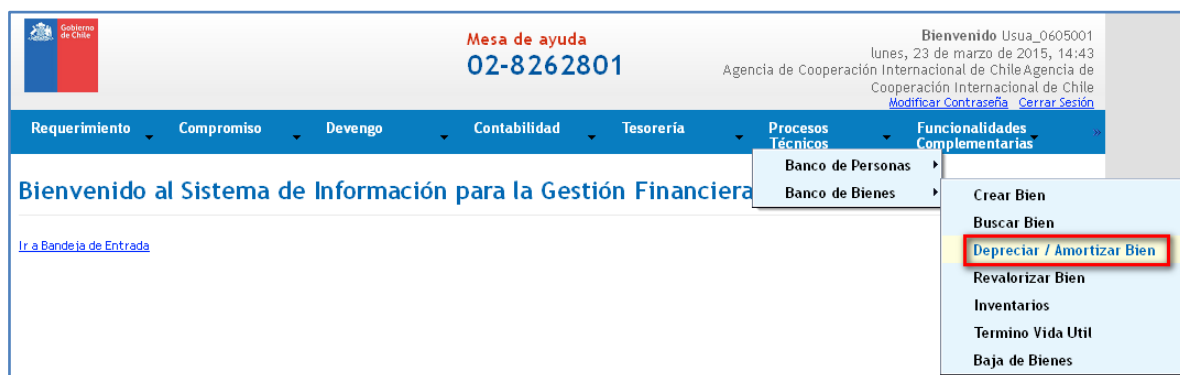 Gobierno
de Chile
Mesa de ayuda
02-8262801
Bienvenido Usua_0605001
lunes, 23 de marzo de 2015, 14:43
Agencia de Cooperación Internacional de Chile Agencia de
Cooperación Internacional de Chile
Modificar Contraseña Cerrar Sesión
Requerimiento Compromiso Devengo Contabilidad Tesorería Procesos Técnicos Funcionalidades Complementarias »
Banco de Personas
Banco de Bienes
Bienvenido al Sistema de Información para la Gestión Financiera
Ir a Bandeja de Entrada
Crear Bien
Buscar Bien
Depreciar / Amortizar Bien
Revalorizar Bien
Inventarios
Termino Vida Util
Baja de Bienes